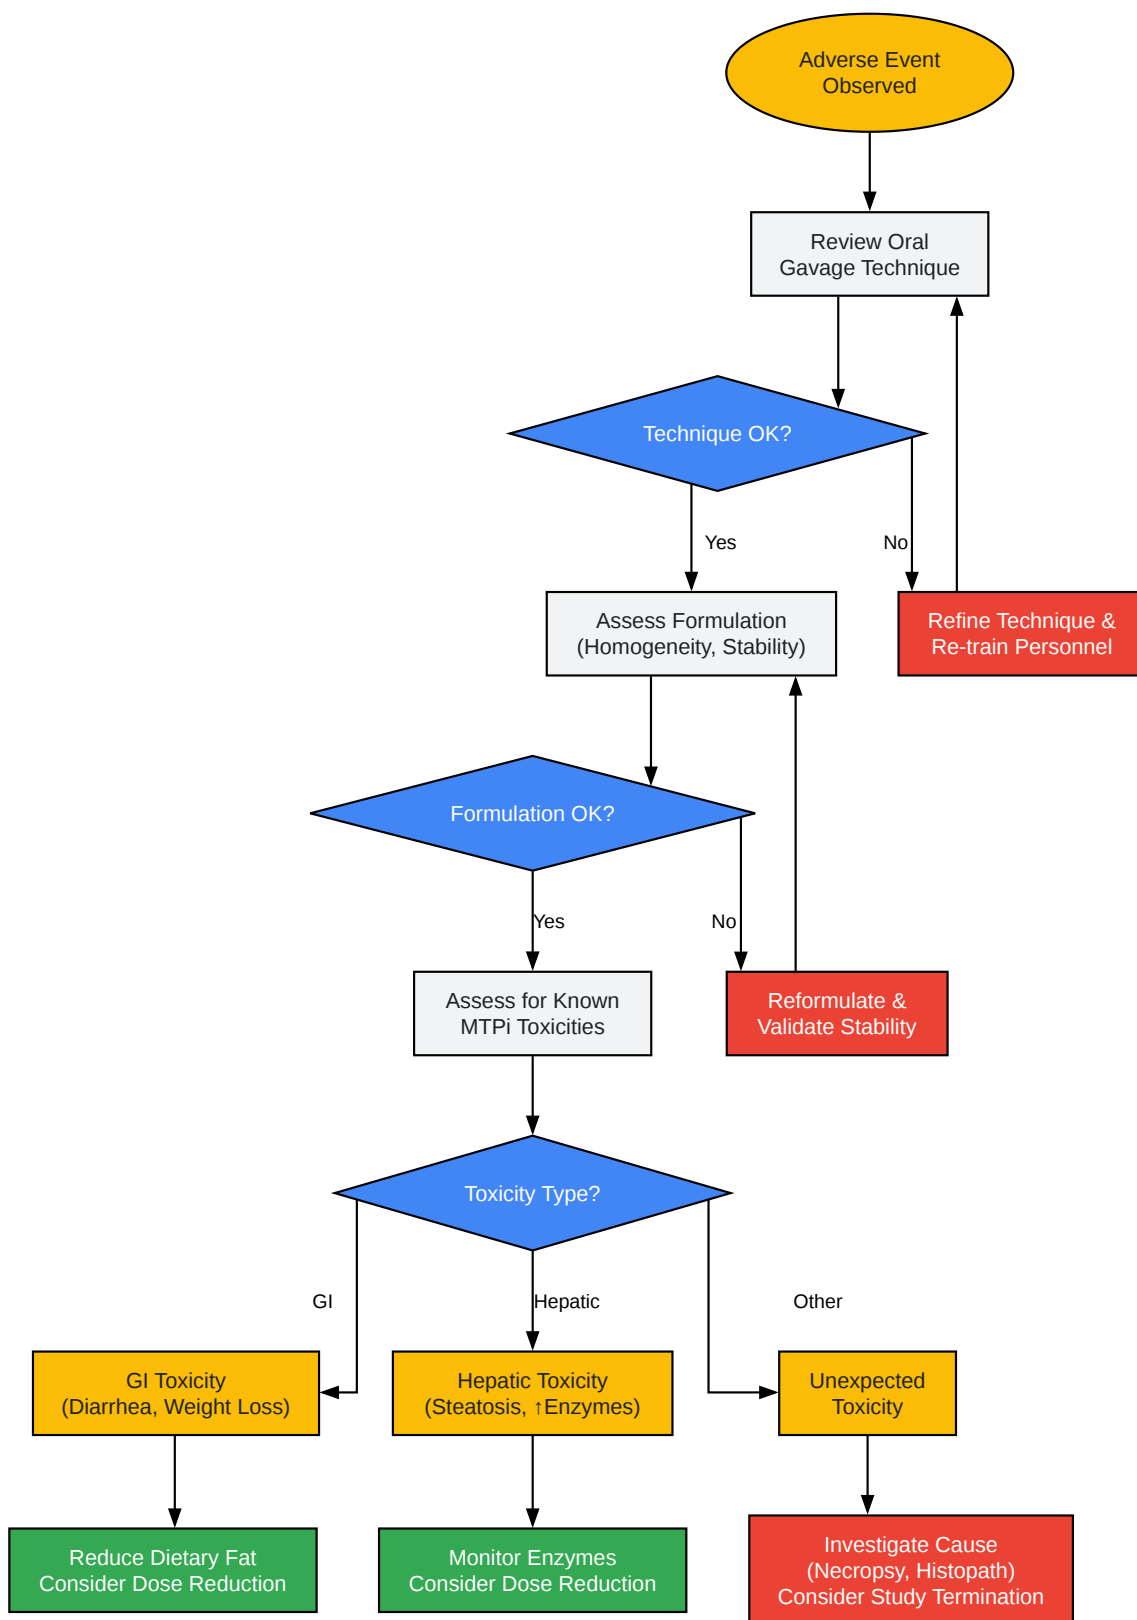 Adverse Event
Observed
Review Oral
Gavage Technique
Technique OK?
Yes
No
Assess Formulation
(Homogeneity, Stability)
Refine Technique &
Re-train Personnel
Formulation OK?
Yes
No
Assess for Known
MTPi Toxicities
Reformulate &
Validate Stability
Toxicity Type?
GI
Hepatic
Other
GI Toxicity
(Diarrhea, Weight Loss)
Hepatic Toxicity
(Steatosis, ↑Enzymes)
Unexpected
Toxicity
Reduce Dietary Fat
Consider Dose Reduction
Monitor Enzymes
Consider Dose Reduction
Investigate Cause
(Necropsy, Histopath)
Consider Study Termination